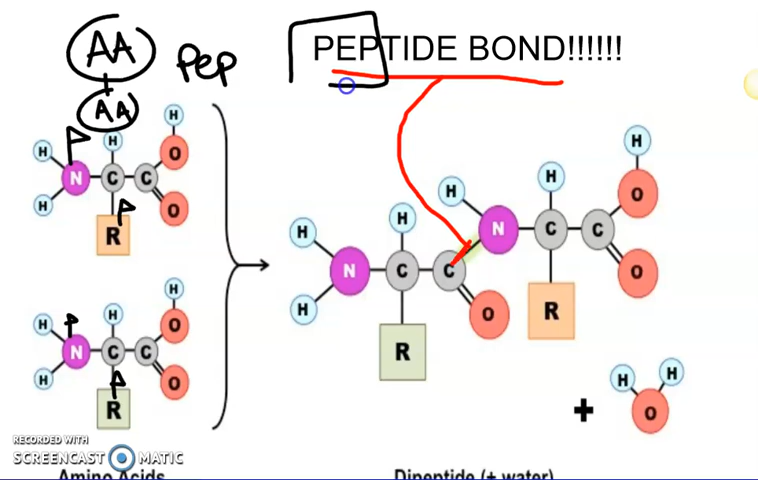 PEPTIDE BOND!!!!!!
AA
Pep
AA
H
H
H
O
N
C
C
H
O
R
H
H
H
O
N
C
C
H
O
R
H
H
H
N
C
C
H
O
R
H
N
H
C
C
H
O
O
R
+
H
H
O
RECORDED WITH
SCREENCAST MATIC
Amino Acids
Dipeptide (+ water)